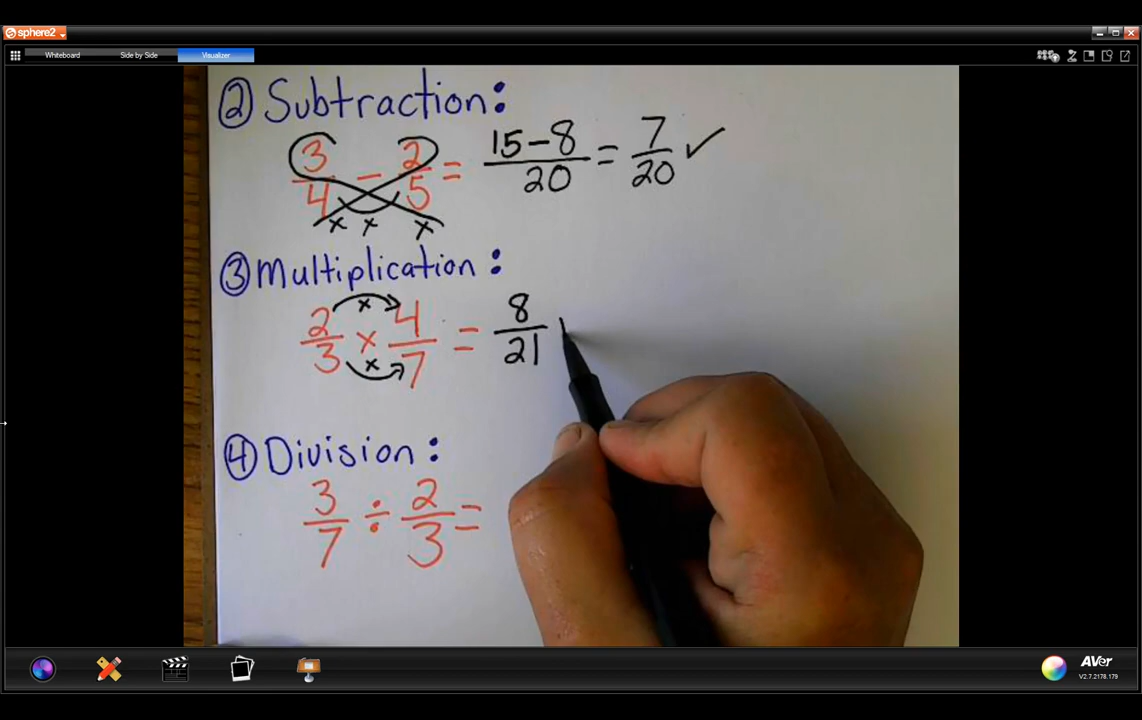 sphere2
Whiteboard Side by Side Visualizer
② Subtraction:
3/4 - 2/5 = 15-8/20 = 7/20 ✓
x x x
③ Multiplication:
x
2/3 x 4/7 = 8/21
x
④ Division:
3/7 ÷ 2/3 =
AVer
V2.7.2178.179